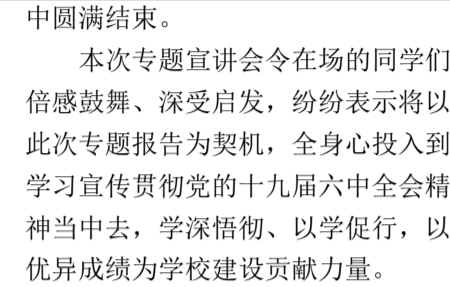 中圆满结束。
本次专题宣讲会令在场的同学们
倍感鼓舞、深受启发，纷纷表示将以
此次专题报告为契机，全身心投入到
学习宣传贯彻党的十九届六中全会精
神当中去，学深悟彻、以学促行，以
优异成绩为学校建设贡献力量。